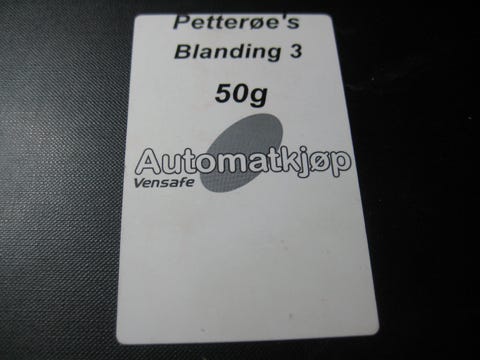 Petterøe's
Blanding 3
50g
Automatkjøp
Vensafe